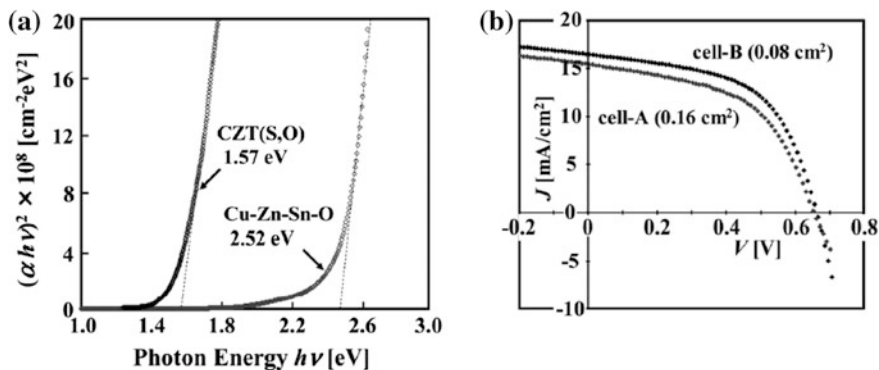 (a)
20
16
12
8
4
0
(αhν)² × 10⁸ [cm⁻²eV²]
CZT(S,O)
1.57 eV
Cu-Zn-Sn-O
2.52 eV
1.0 1.4 1.8 2.2 2.6 3.0
Photon Energy hν [eV]
(b)
20
15
10
5
0
-5
-10
J [mA/cm²]
cell-B (0.08 cm²)
cell-A (0.16 cm²)
-0.2 0 0.2 0.4 0.6 0.8
V [V]